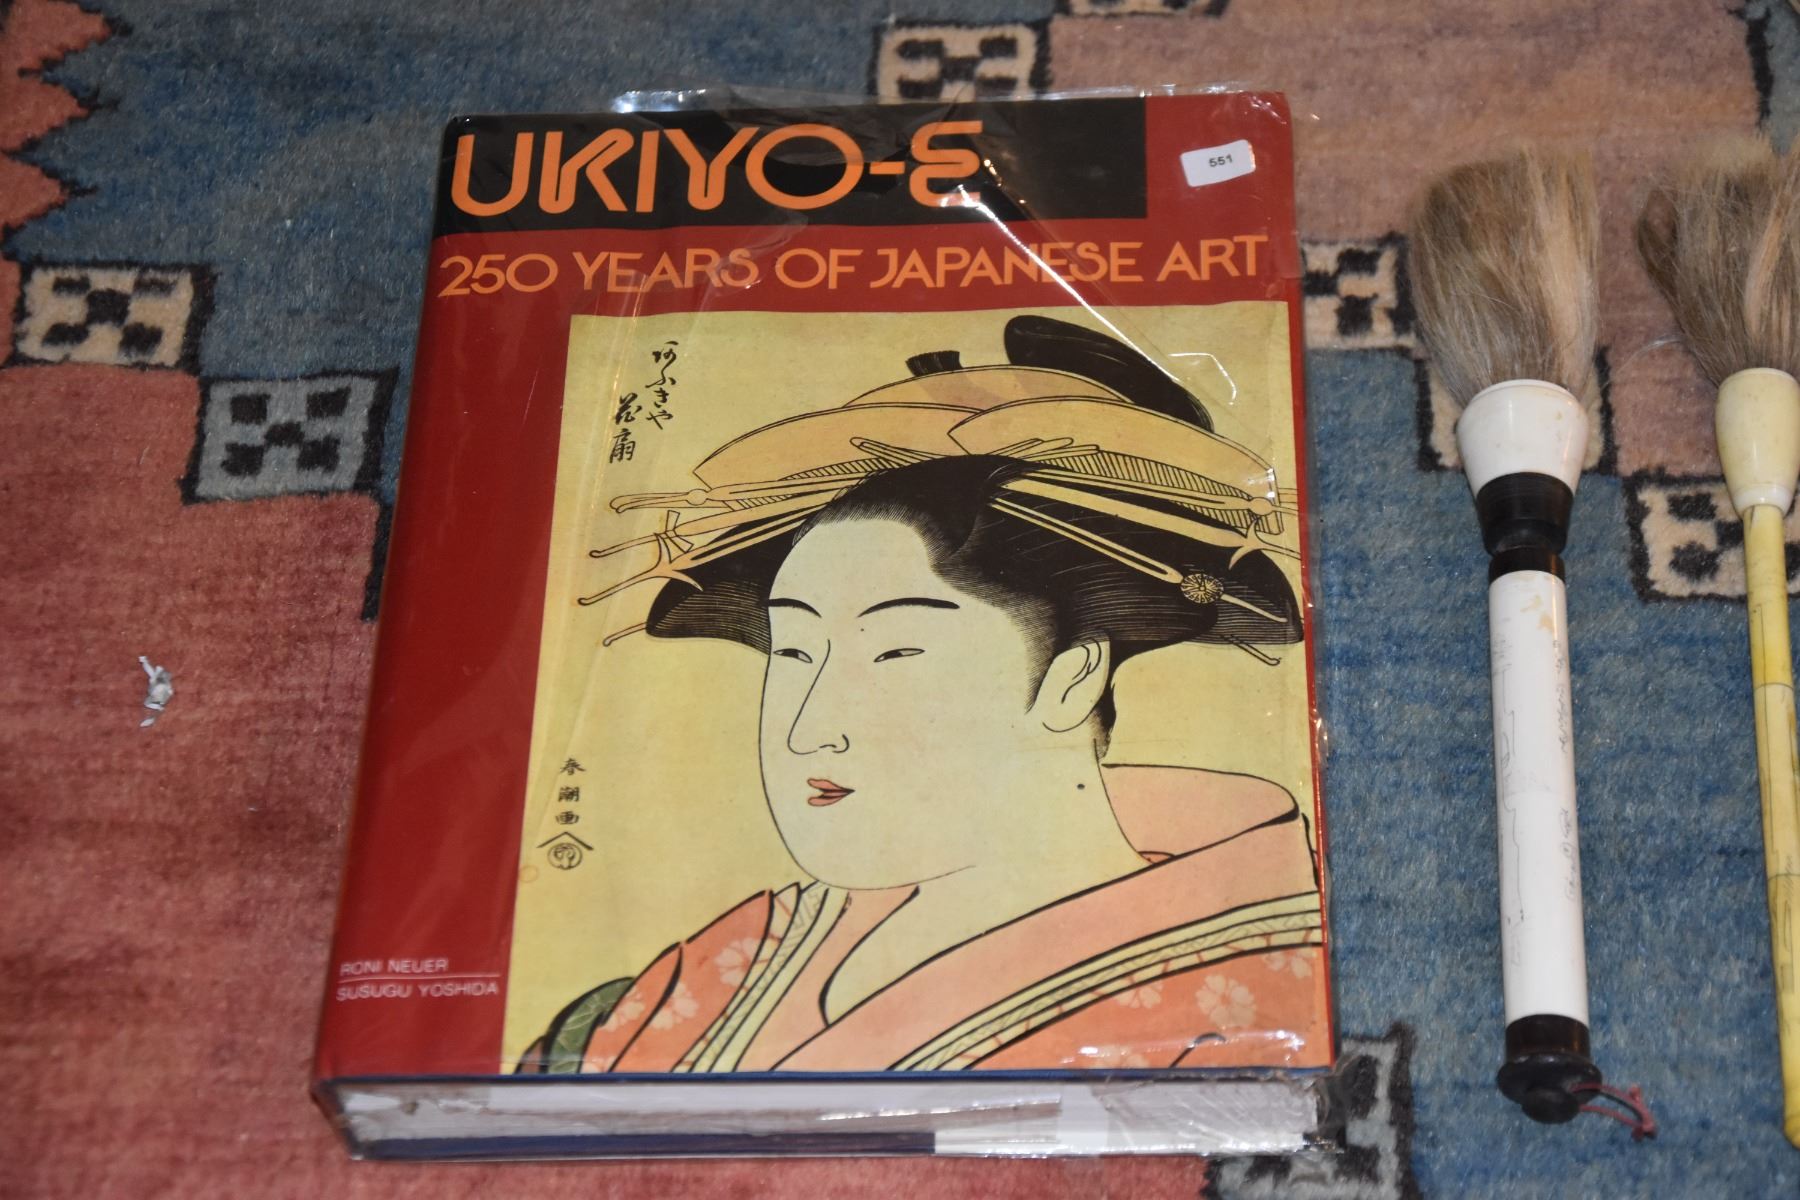 UKIYO-E
551
250 YEARS OF JAPANESE ART
あふきや
花扇
春潮画
RONI NEUER
SUSUGU YOSHIDA